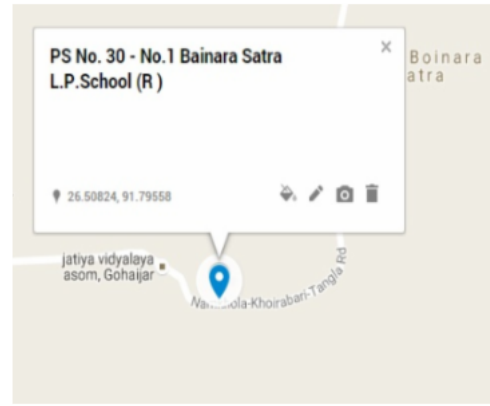 PS No. 30 - No.1 Bainara Satra
L.P.School (R )
Boinara
atra
26.50824, 91.79558
jatiya vidyalaya
asom, Gohaijar
-Khoirabari-Tangla Rd